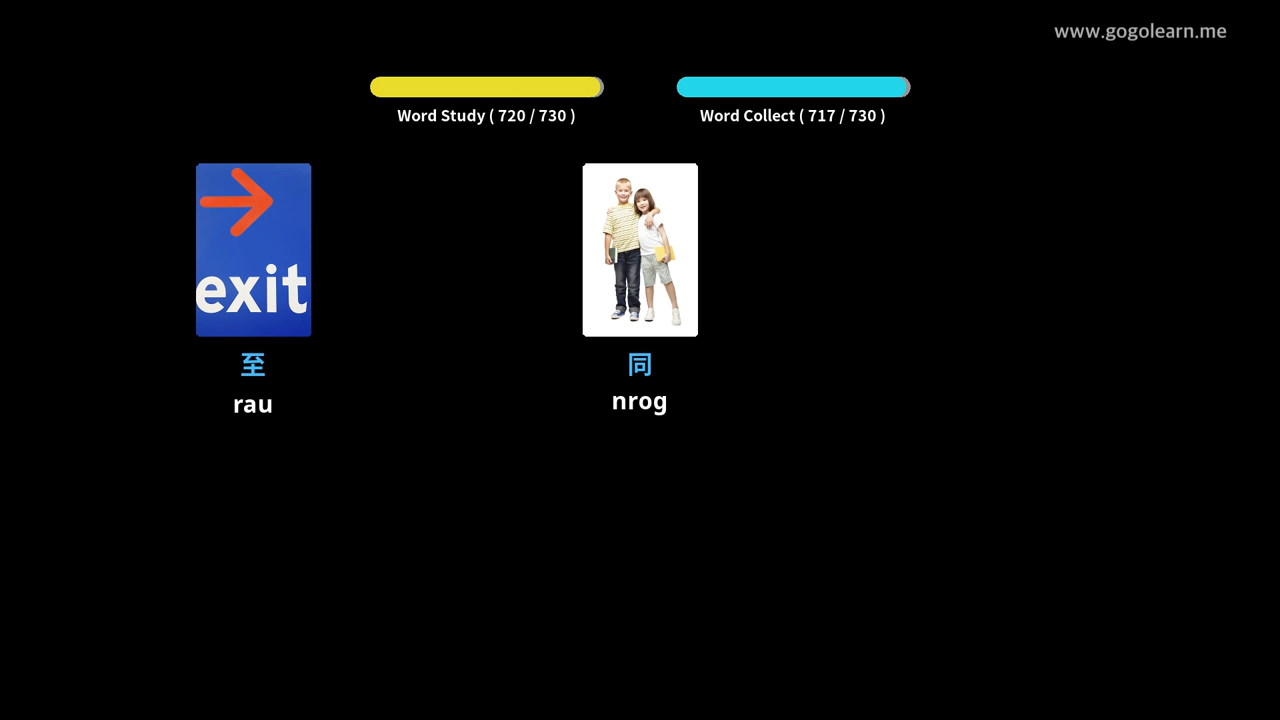 www.gogolearn.me
Word Study ( 720 / 730 )
Word Collect ( 717 / 730 )
exit
至
rau
同
nrog